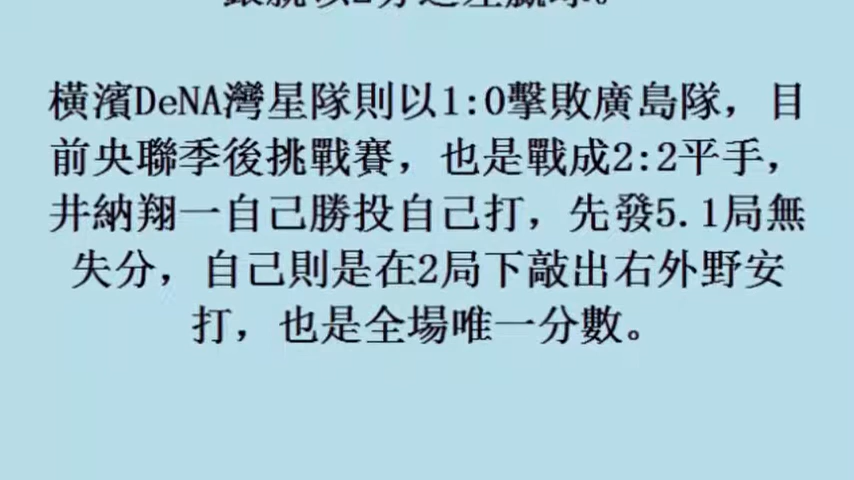 橫濱DeNA灣星隊則以1:0擊敗廣島隊，目
前央聯季後挑戰賽，也是戰成2:2平手，
井納翔一自己勝投自己打，先發5.1局無
失分，自己則是在2局下敲出右外野安
打，也是全場唯一分數。